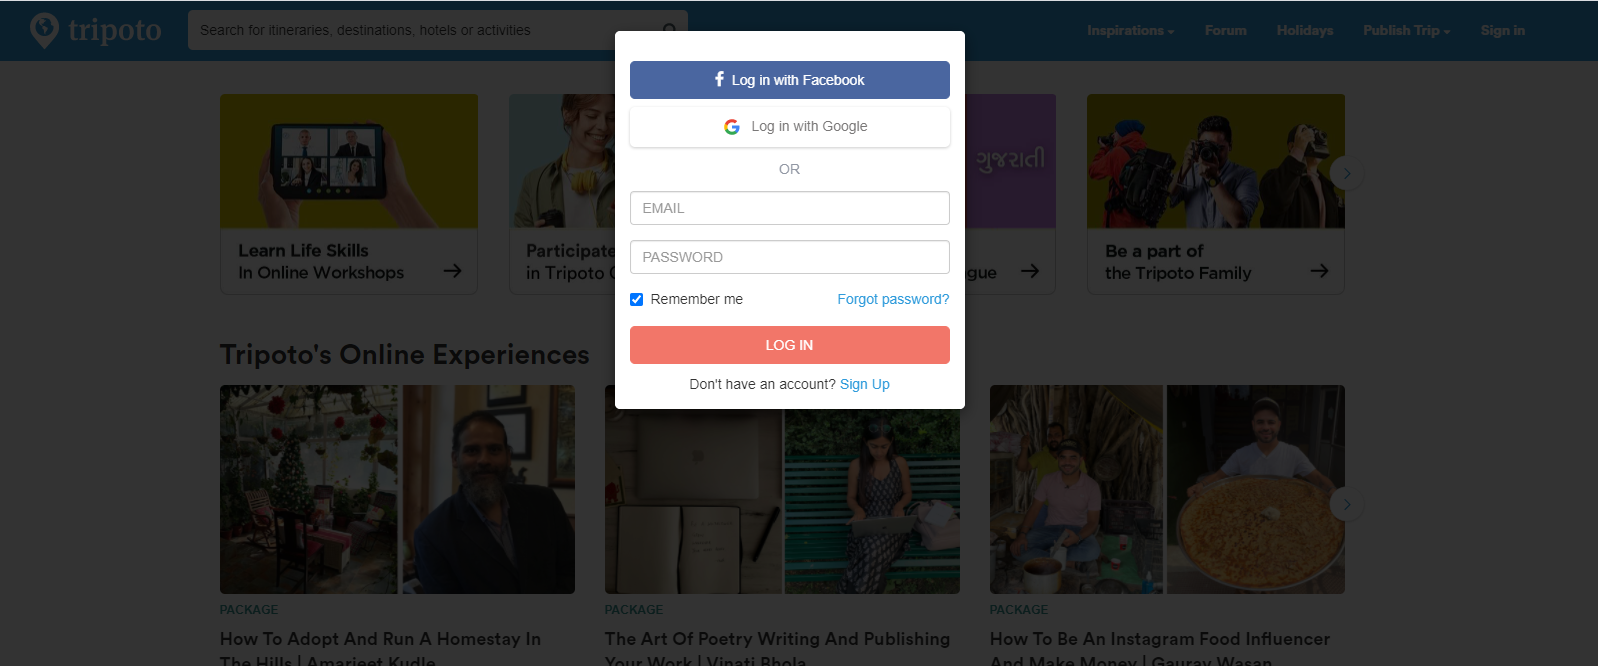 tripoto
Search for itineraries, destinations, hotels or activities
Inspirations
Forum
Holidays
Publish Trip
Sign in
Log in with Facebook
Log in with Google
OR
EMAIL
PASSWORD
Remember me
Forgot password?
LOG IN
Don't have an account? Sign Up
Learn Life Skills
In Online Workshops
Participate
in Tripoto
ગુજરાતી
Be a part of
the Tripoto Family
Tripoto's Online Experiences
PACKAGE
How To Adopt And Run A Homestay In
The Hills | Amarjeet Kudle
PACKAGE
The Art Of Poetry Writing And Publishing
Your Work | Vinati Bhola
PACKAGE
How To Be An Instagram Food Influencer
And Make Money | Gaurav Wasan